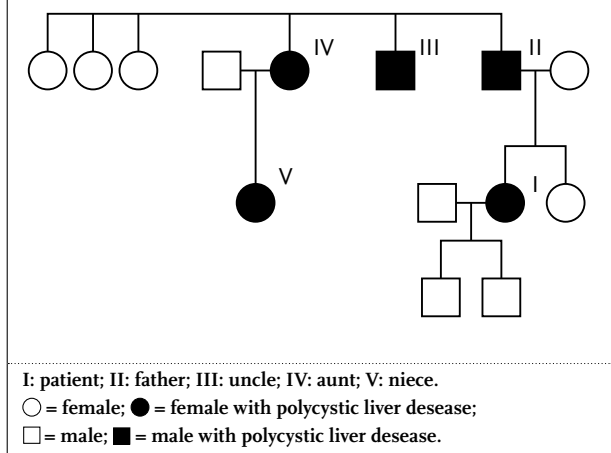 IV
III
II
V
I
I: patient; II: father; III: uncle; IV: aunt; V: niece.
= female; = female with polycystic liver desease;
= male; = male with polycystic liver desease.